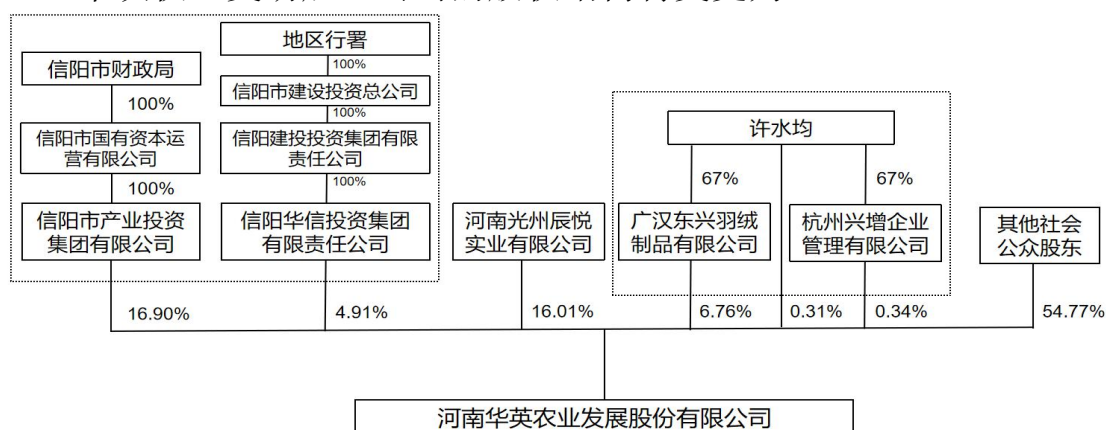 地区行署
信阳市财政局
100%
信阳市建设投资总公司
100%
100%
信阳市国有资本运
营有限公司
信阳建投投资集团有限
责任公司
许水均
100%
100%
67%
67%
信阳市产业投资
集团有限公司
信阳华信投资集团
有限责任公司
河南光州辰悦
实业有限公司
广汉东兴羽绒
制品有限公司
杭州兴增企业
管理有限公司
其他社会
公众股东
16.90%
4.91%
16.01%
6.76%
0.31%
0.34%
54.77%
河南华英农业发展股份有限公司